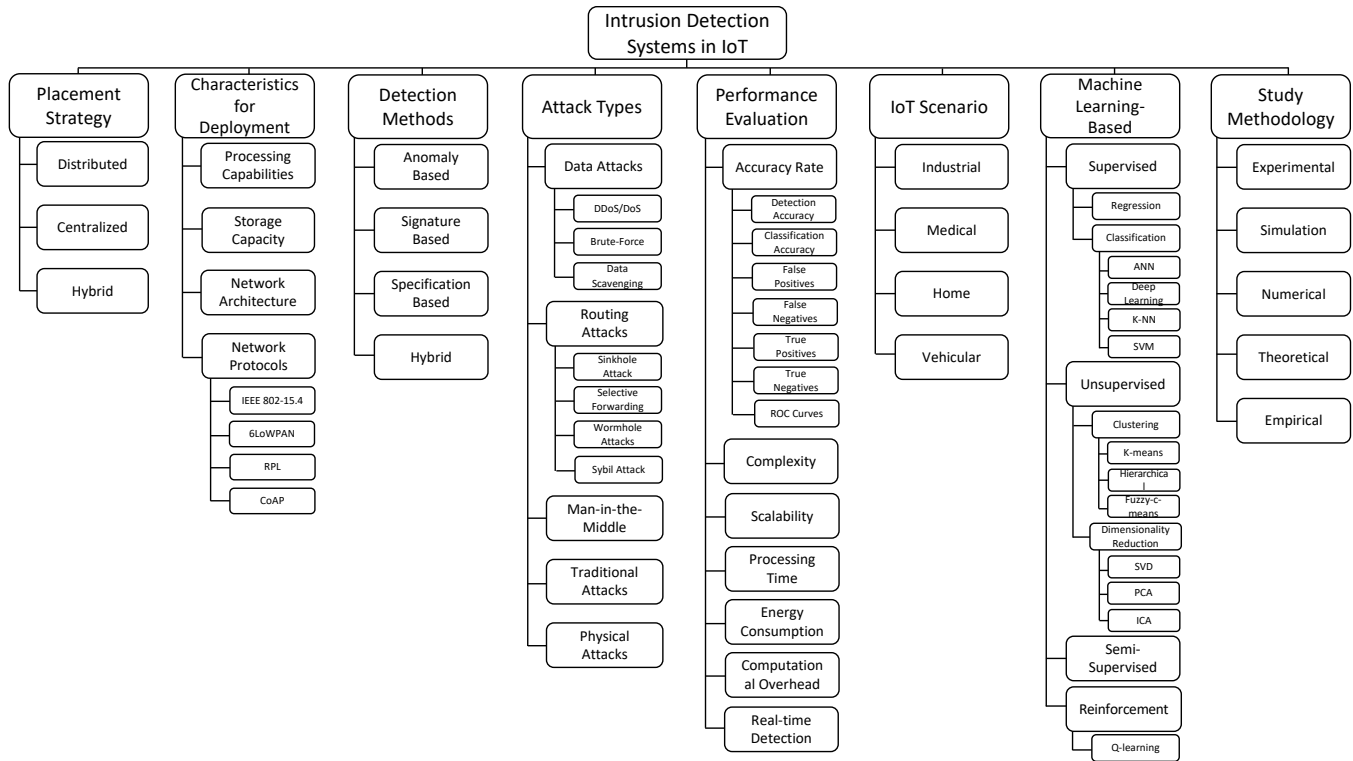 Intrusion Detection
Systems in IoT
Placement
Strategy
Distributed
Centralized
Hybrid
Characteristics
for
Deployment
Processing
Capabilities
Storage
Capacity
Network
Architecture
Network
Protocols
IEEE 802-15.4
6LoWPAN
RPL
CoAP
Detection
Methods
Anomaly
Based
Signature
Based
Specification
Based
Hybrid
Attack Types
Data Attacks
DDoS/DoS
Brute-Force
Data
Scavenging
Routing
Attacks
Sinkhole
Attack
Selective
Forwarding
Wormhole
Attacks
Sybil Attack
Man-in-the-
Middle
Traditional
Attacks
Physical
Attacks
Performance
Evaluation
Accuracy Rate
Detection
Accuracy
Classification
Accuracy
False
Positives
False
Negatives
True
Positives
True
Negatives
ROC Curves
Complexity
Scalability
Processing
Time
Energy
Consumption
Computation
al Overhead
Real-time
Detection
IoT Scenario
Industrial
Medical
Home
Vehicular
Machine
Learning-
Based
Supervised
Regression
Classification
ANN
Deep
Learning
K-NN
SVM
Unsupervised
Clustering
K-means
Hierarchica
l
Fuzzy-c-
means
Dimensionality
Reduction
SVD
PCA
ICA
Semi-
Supervised
Reinforcement
Q-learning
Study
Methodology
Experimental
Simulation
Numerical
Theoretical
Empirical